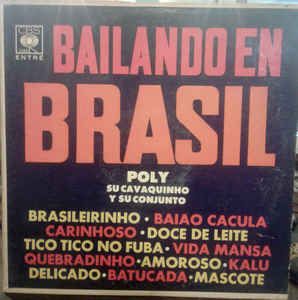 CBS
ENTRÉ
BAILANDO EN
BRASIL
POLY
SU CAVAQUINHO
Y SU CONJUNTO
BRASILEIRINHO · BAIAO CACULA
CARINHOSO · DOCE DE LEITE
TICO TICO NO FUBA · VIDA MANSA
QUEBRADINHO · AMOROSO · KALU
DELICADO · BATUCADA · MASCOTE